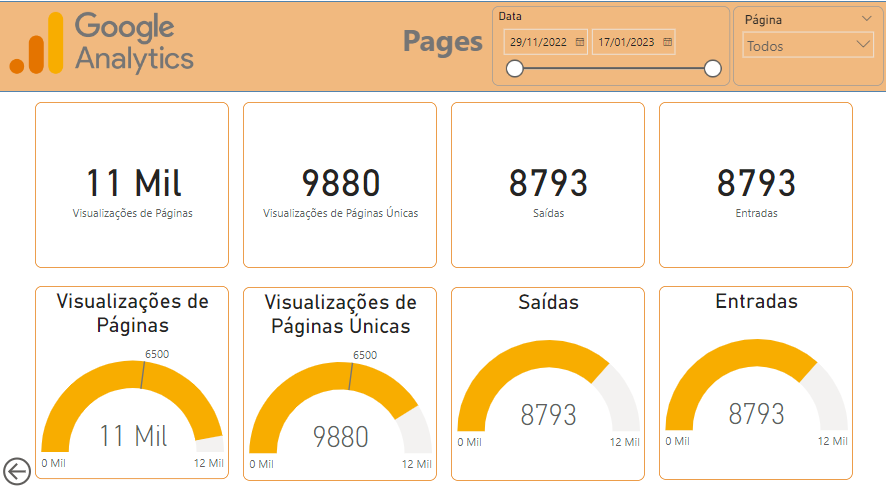 Google
Analytics
Pages
Data
29/11/2022
17/01/2023
Página
Todos
11 Mil
Visualizações de Páginas
9880
Visualizações de Páginas Únicas
8793
Saídas
8793
Entradas
Visualizações de
Páginas
6500
11 Mil
0 Mil
12 Mil
Visualizações de
Páginas Únicas
6500
9880
0 Mil
12 Mil
Saídas
8793
0 Mil
12 Mil
Entradas
8793
0 Mil
12 Mil